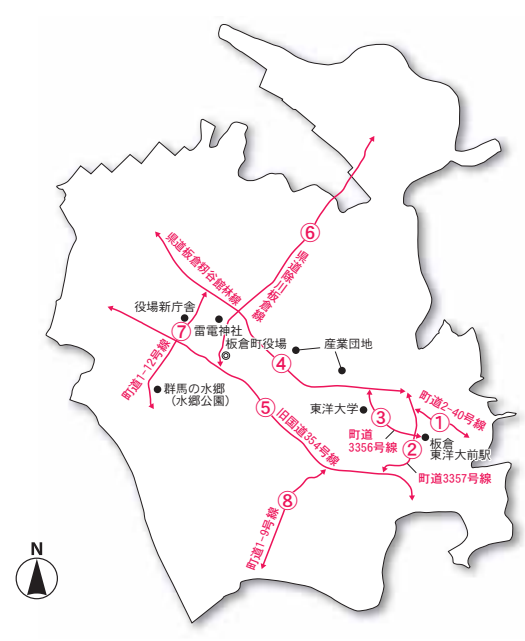 ⑥
県道板倉籾谷館林線
県道除川板倉線
役場新庁舎
⑦
雷電神社
板倉町役場
産業団地
④
町道1-12号線
群馬の水郷
(水郷公園)
⑤
旧国道354号線
東洋大学
③
町道2-40号線
①
町道
3356号線
②
板倉
東洋大前駅
町道3357号線
⑧
町道1-9号線
N